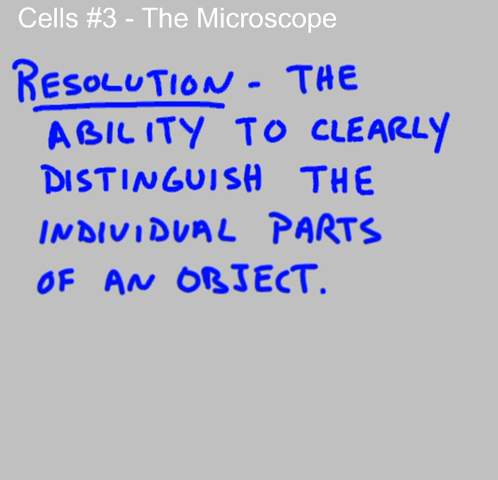 Cells #3 - The Microscope
RESOLUTION - THE
ABILITY TO CLEARLY
DISTINGUISH THE
INDIVIDUAL PARTS
OF AN OBJECT.